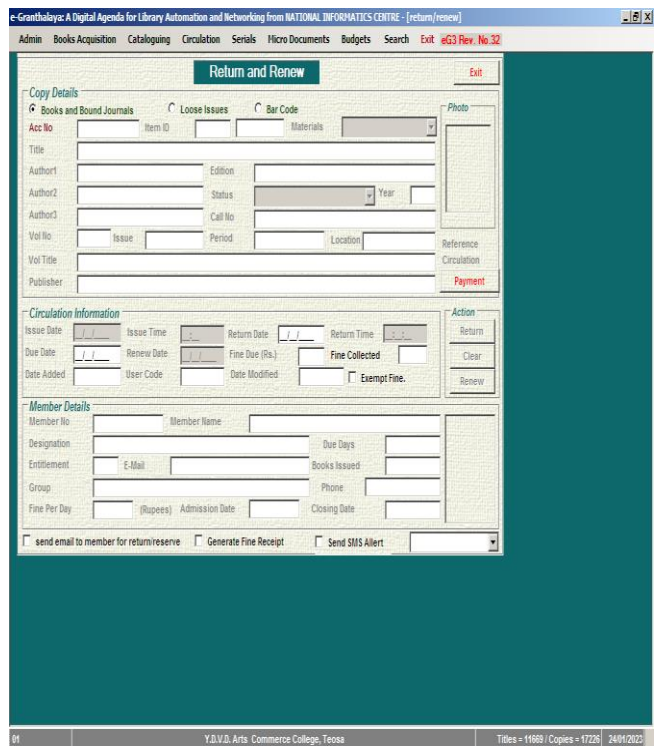 e-Granthalaya: A Digital Agenda for Library Automation and Networking from NATIONAL INFORMATICS CENTRE - [return/renew]
Admin Books Acquisition Cataloguing Circulation Serials Micro Documents Budgets Search Exit eG3 Rev. No.32
Return and Renew Exit
Copy Details
Books and Bound Journals Loose Issues Bar Code Photo
Acc No Item ID Materials
Title
Author1 Edition
Author2 Status Year
Author3 Call No
Vol No Issue Period Location Reference
Vol Title Circulation
Publisher Payment
Circulation Information Action
Issue Date _/_/__ Issue Time _:_ Return Date _/_/__ Return Time _:_:_ Return
Due Date _/_/__ Renew Date _/_/__ Fine Due (Rs.) Fine Collected Clear
Date Added User Code Date Modified Exempt Fine. Renew
Member Details
Member No Member Name
Designation Due Days
Entitlement E-Mail Books Issued
Group Phone
Fine Per Day (Rupees) Admission Date Closing Date
send email to member for return/reserve Generate Fine Receipt Send SMS Allert
01 Y.D.V.D. Arts Commerce College, Teosa Titles = 11669 / Copies = 17226 24/01/2023